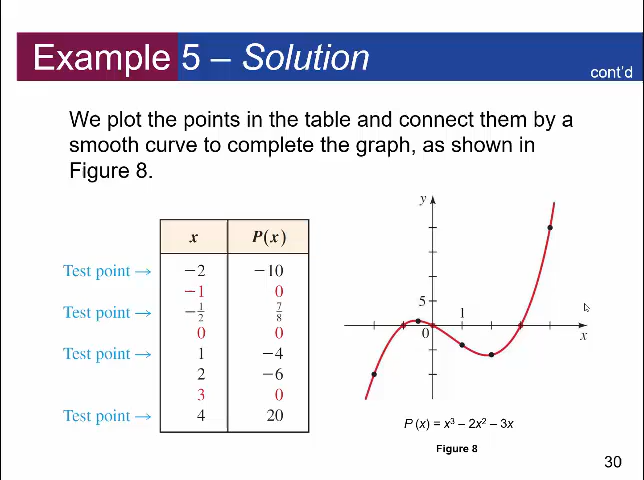 Example 5 – Solution
cont'd
We plot the points in the table and connect them by a
smooth curve to complete the graph, as shown in
Figure 8.
x P(x)
Test point → −2 −10
−1 0
Test point → −1/2 7/8
0 0
Test point → 1 −4
2 −6
3 0
Test point → 4 20
y
5
1
0
x
P (x) = x³ – 2x² – 3x
Figure 8
30